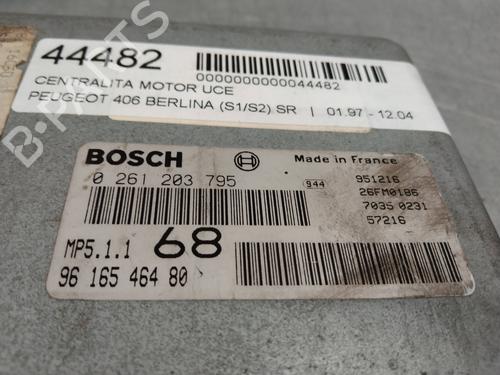 44482
0000000000044482
CENTRALITA MOTOR UCE
PEUGEOT 406 BERLINA (S1/S2) SR | 01.97 - 12.04
BOSCH
Made in France
0 261 203 795
944
951216
26FM0186
7035 0231
57216
MP5.1.1
68
96 165 464 80